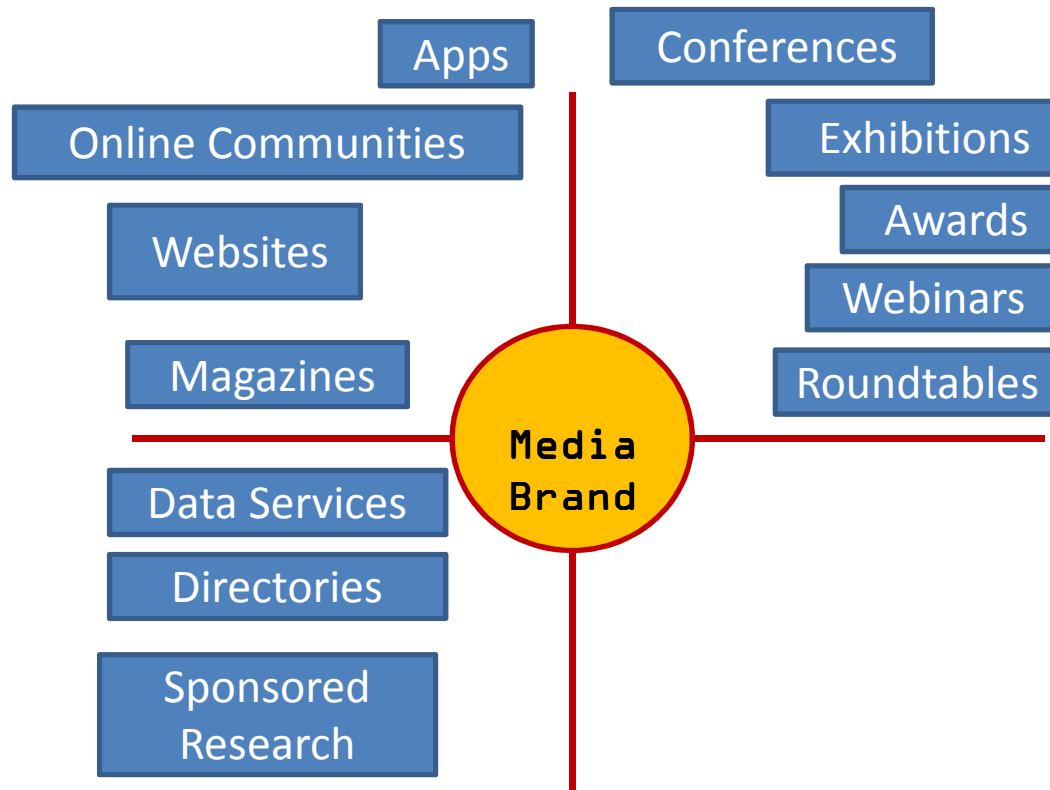 Apps
Conferences
Online Communities
Exhibitions
Websites
Awards
Webinars
Magazines
Roundtables
Media
Brand
Data Services
Directories
Sponsored
Research